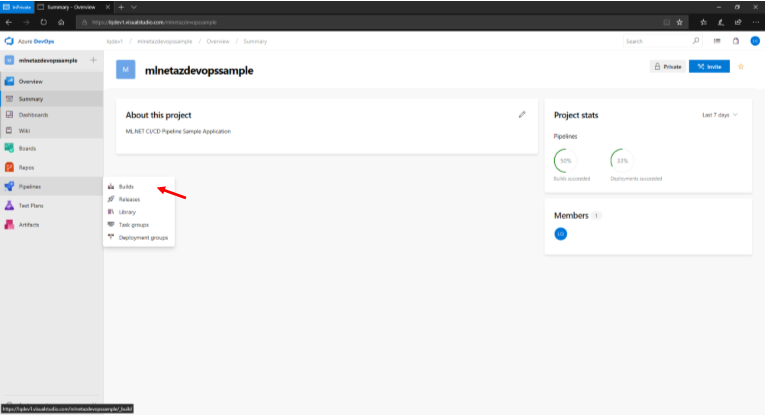 InPrivate
Summary - Overview
https://lqdev1.visualstudio.com/mlnetazdevopssample
Azure DevOps
lqdev1 / mlnetazdevopssample / Overview / Summary
Search
LQ
M mlnetazdevopssample +
M mlnetazdevopssample
Private
Invite
Overview
Summary
Dashboards
Wiki
Boards
Repos
Pipelines
Test Plans
Artifacts
About this project
ML.NET CI/CD Pipeline Sample Application
Project stats
Last 7 days
Pipelines
50%
33%
Builds succeeded
Deployments succeeded
Members 1
LQ
Builds
Releases
Library
Task groups
Deployment groups
https://lqdev1.visualstudio.com/mlnetazdevopssample/_build